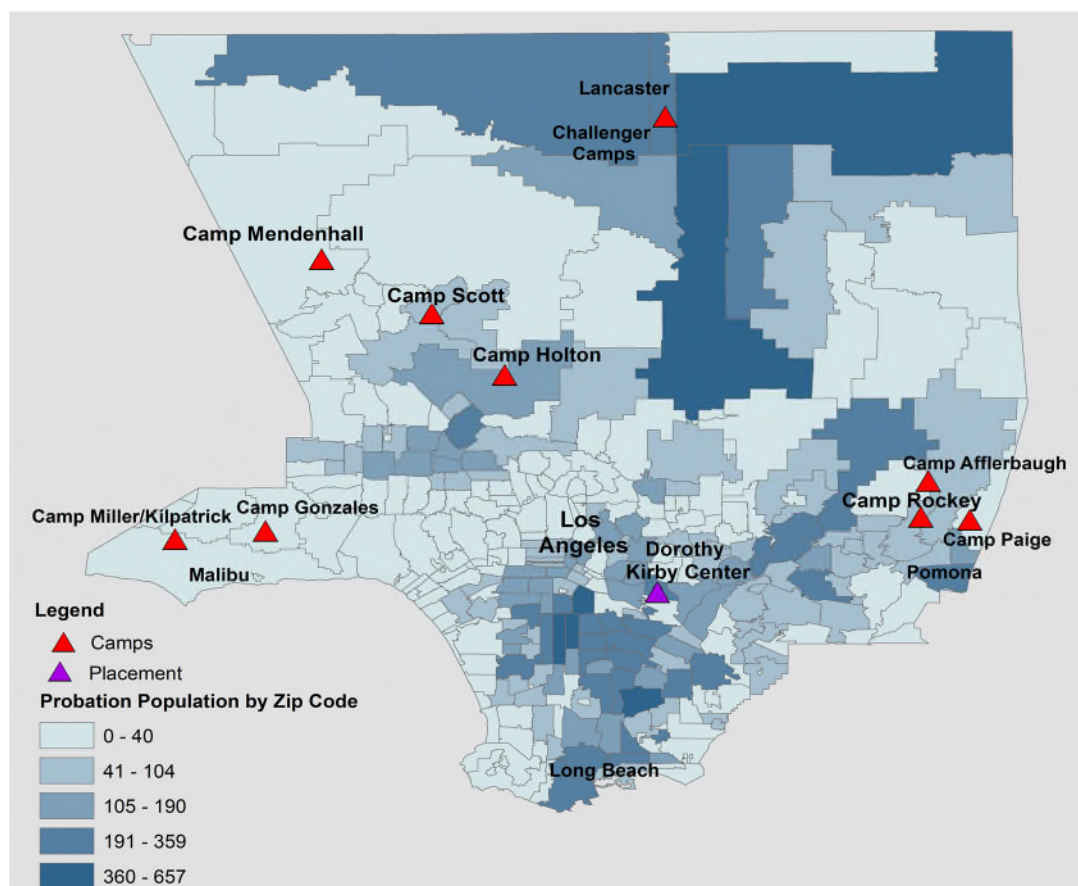 Lancaster
Challenger
Camps
Camp Mendenhall
Camp Scott
Camp Holton
Camp Afflerbaugh
Camp Rockey
Camp Paige
Pomona
Camp Miller/Kilpatrick
Camp Gonzales
Malibu
Los
Angeles
Dorothy
Kirby Center
Long Beach
Legend
Camps
Placement
Probation Population by Zip Code
0 - 40
41 - 104
105 - 190
191 - 359
360 - 657